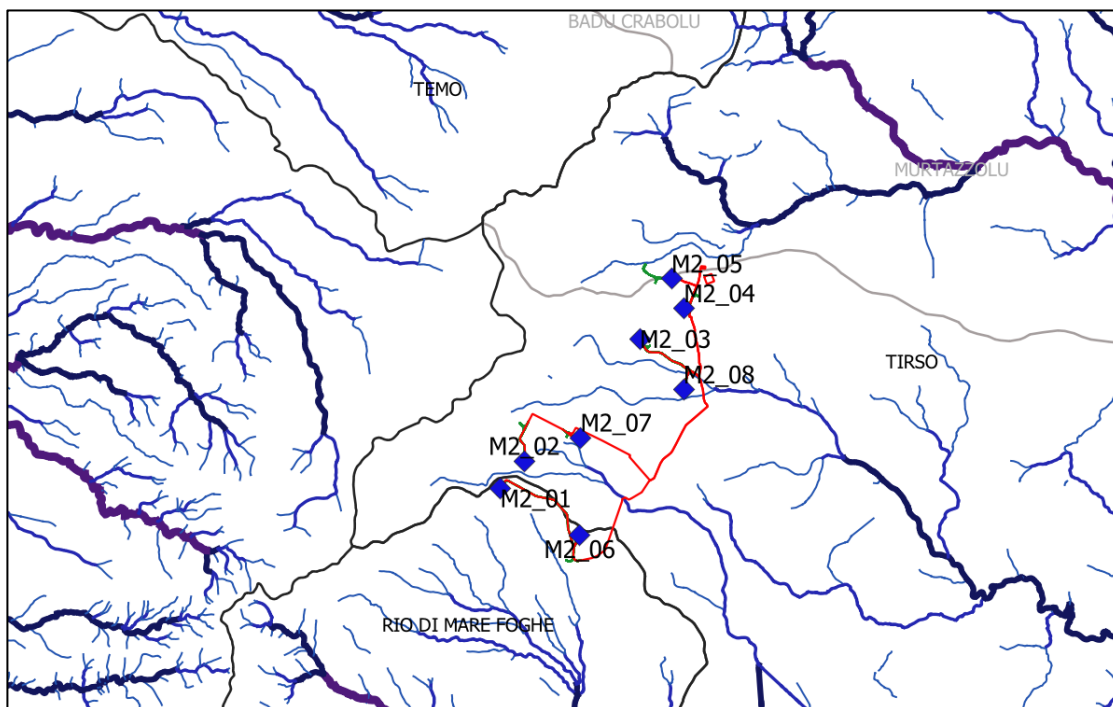 BADU CRABOLU
TEMO
MURTAZZOLU
M2_05
M2_04
M2_03
TIRSO
M2_08
M2_07
M2_02
M2_01
M2_06
RIO DI MARE FOGHE